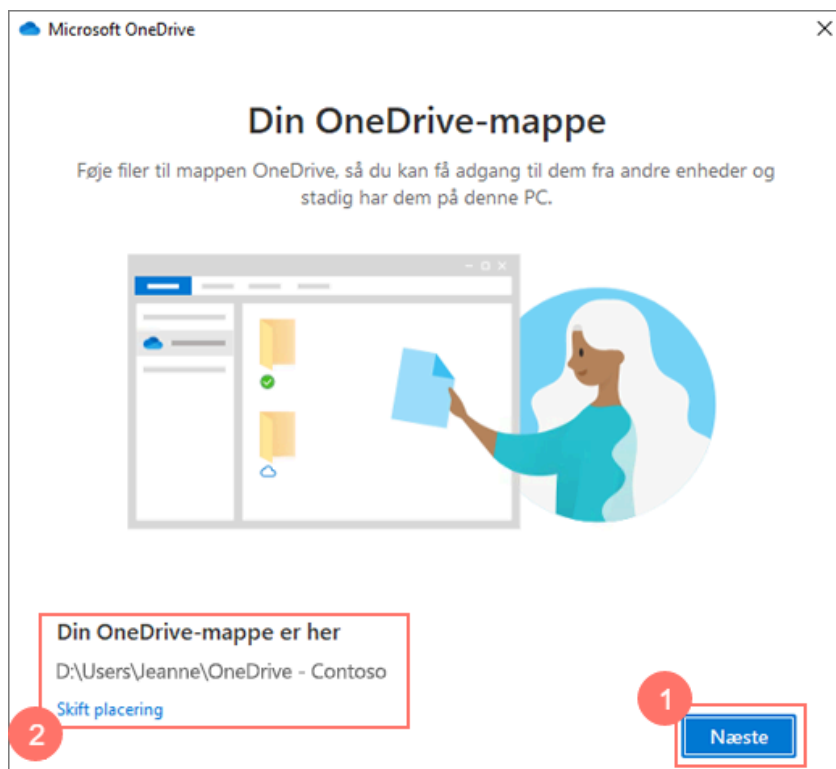 Microsoft OneDrive
Din OneDrive-mappe
Føje filer til mappen OneDrive, så du kan få adgang til dem fra andre enheder og
stadig har dem på denne PC.
Din OneDrive-mappe er her
D:\Users\Jeanne\OneDrive - Contoso
Skift placering
2
1
Næste